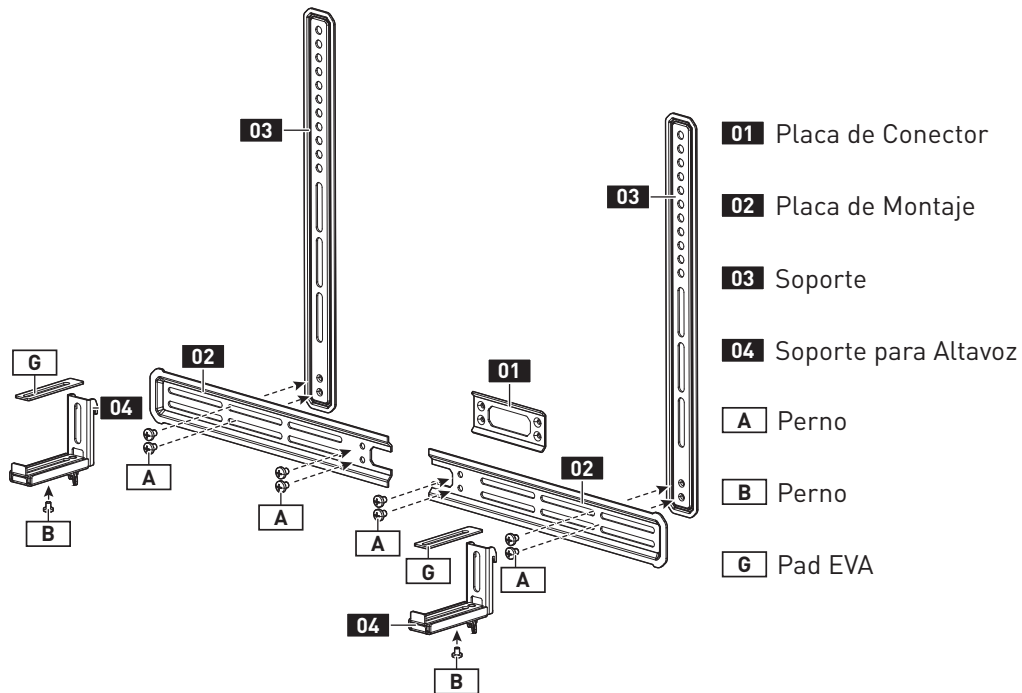 03
03
G
02
04
01
A
A
B
02
A
A
G
04
B
01 Placa de Conector
02 Placa de Montaje
03 Soporte
04 Soporte para Altavoz
A Perno
B Perno
G Pad EVA